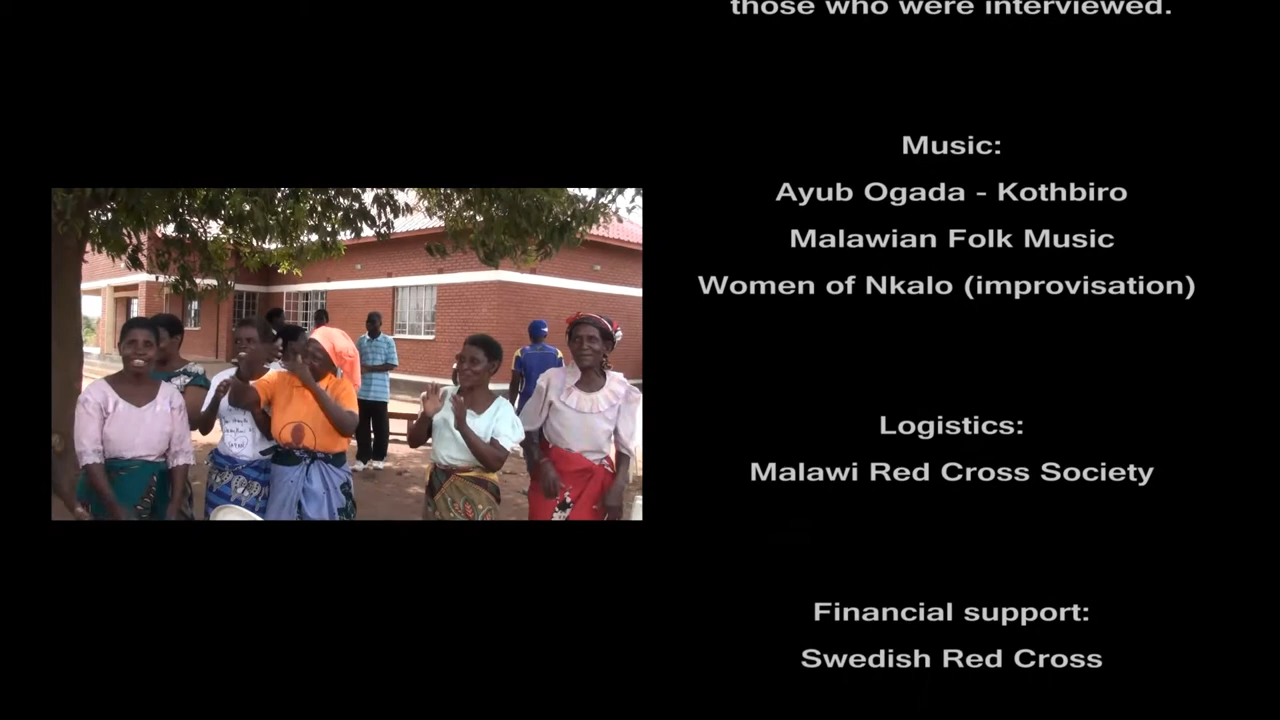 those who were interviewed.
Music:
Ayub Ogada - Kothbiro
Malawian Folk Music
Women of Nkalo (improvisation)
Logistics:
Malawi Red Cross Society
Financial support:
Swedish Red Cross